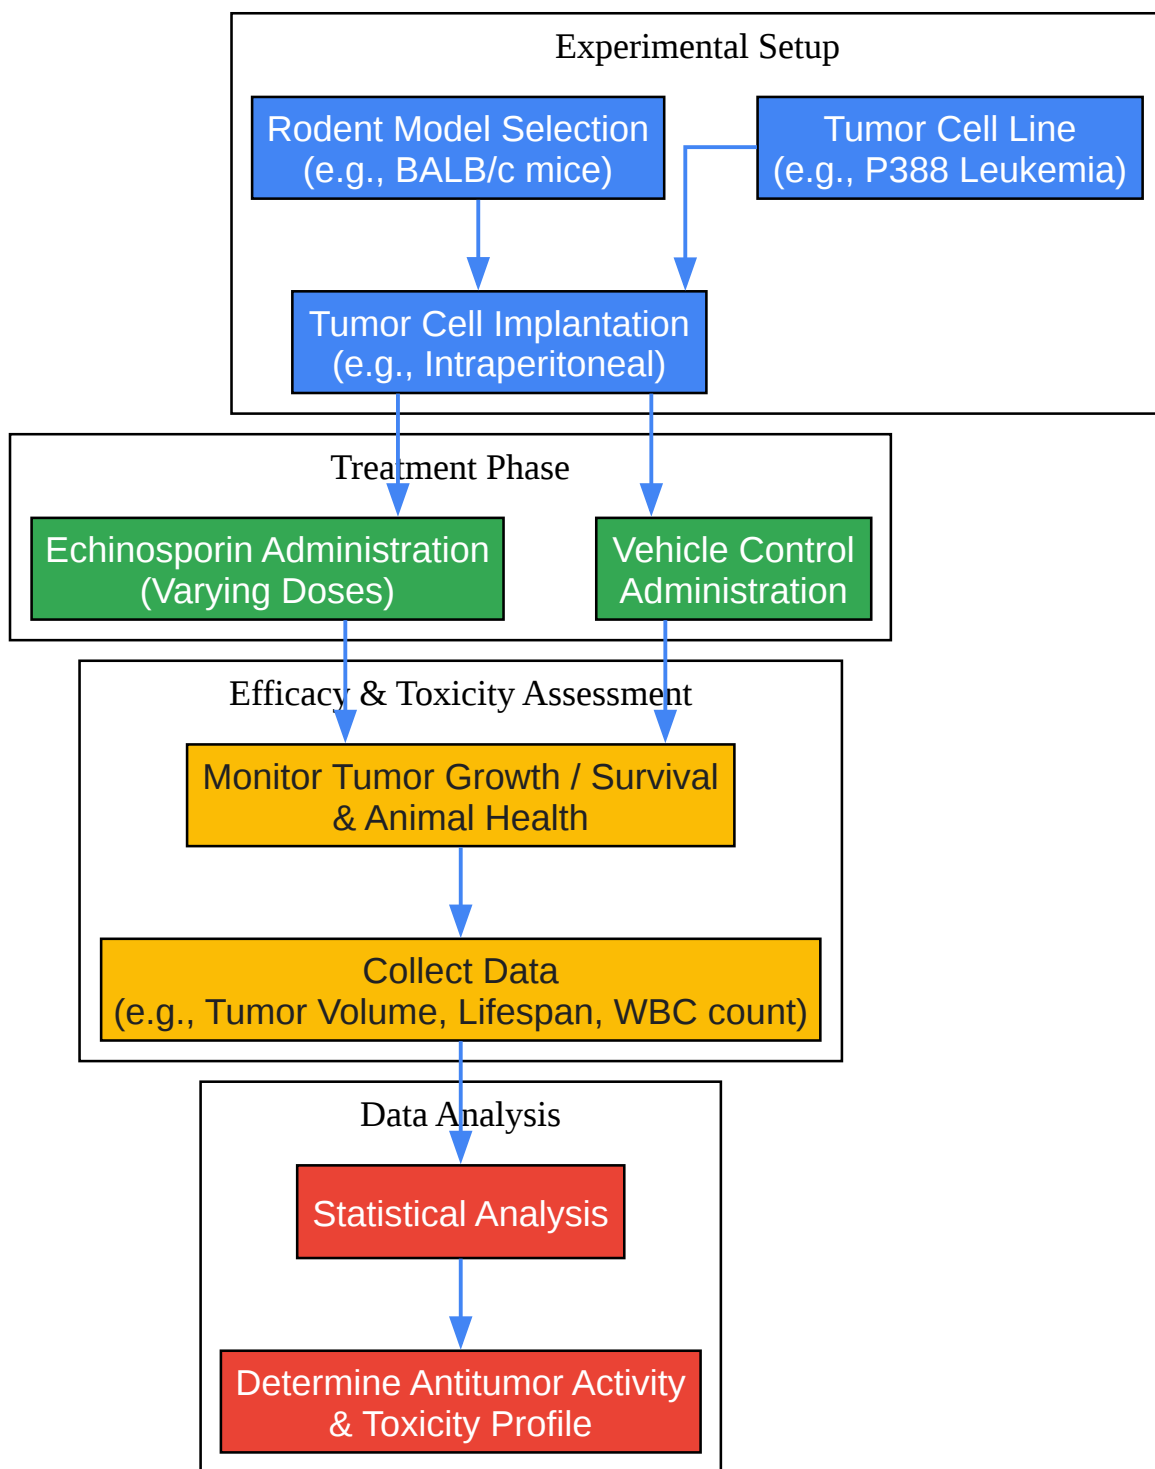 Experimental Setup
Rodent Model Selection
(e.g., BALB/c mice)
Tumor Cell Line
(e.g., P388 Leukemia)
Tumor Cell Implantation
(e.g., Intraperitoneal)
Treatment Phase
Echinosporin Administration
(Varying Doses)
Vehicle Control
Administration
Efficacy & Toxicity Assessment
Monitor Tumor Growth / Survival
& Animal Health
Collect Data
(e.g., Tumor Volume, Lifespan, WBC count)
Data Analysis
Statistical Analysis
Determine Antitumor Activity
& Toxicity Profile